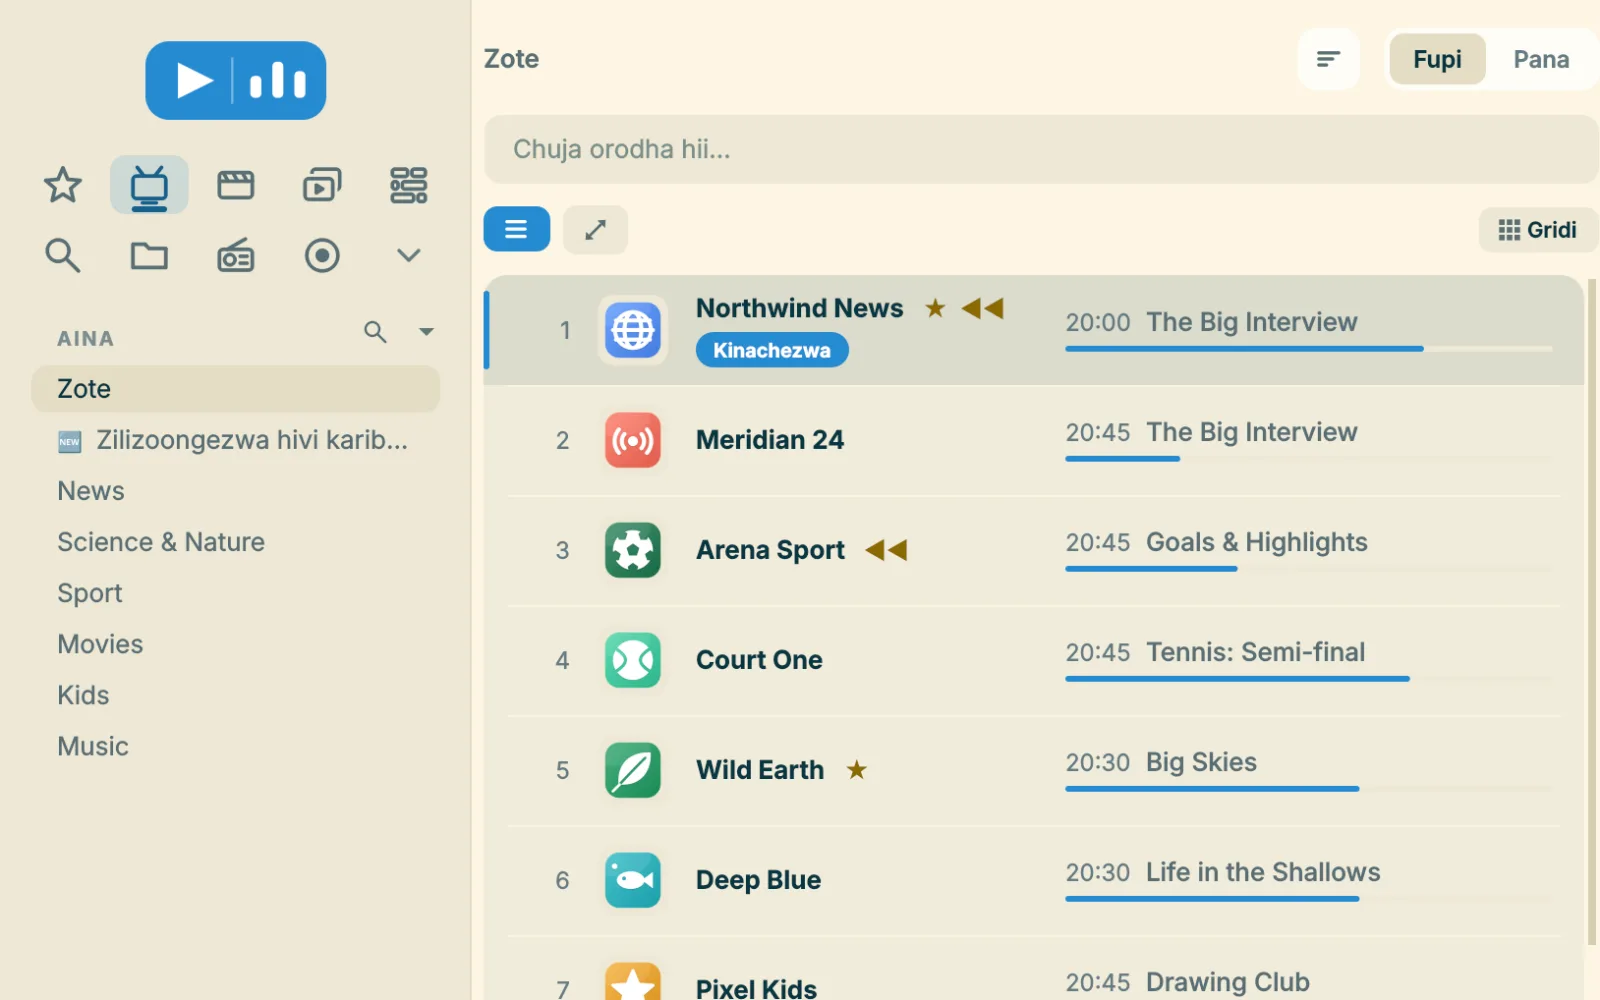 Zote
Fupi
Pana
Chuja orodha hii...
Gridi
AINA
Zote
NEW Zilizoongezwa hivi karib...
News
Science & Nature
Sport
Movies
Kids
Music
1 Northwind News
Kinachezwa
20:00 The Big Interview
2 Meridian 24
20:45 The Big Interview
3 Arena Sport
20:45 Goals & Highlights
4 Court One
20:45 Tennis: Semi-final
5 Wild Earth
20:30 Big Skies
6 Deep Blue
20:30 Life in the Shallows
7 Pixel Kids
20:45 Drawing Club